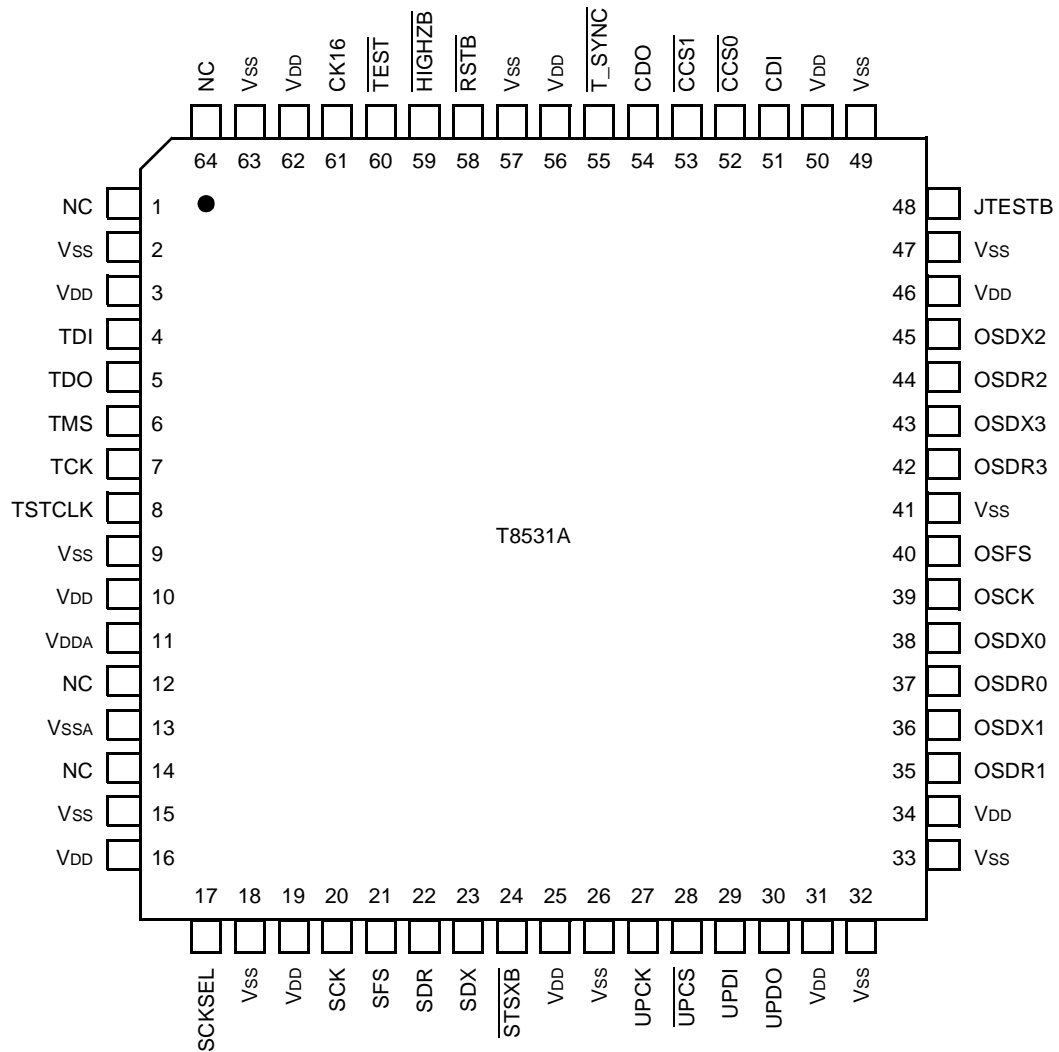 NC
VSS
VDD
CK16
TEST
HIGHZB
RSTB
VSS
VDD
T_SYNC
CDO
CCS1
CCS0
CDI
VDD
VSS
64 63 62 61 60 59 58 57 56 55 54 53 52 51 50 49
NC 1
VSS 2
VDD 3
TDI 4
TDO 5
TMS 6
TCK 7
TSTCLK 8
VSS 9
VDD 10
VDDA 11
NC 12
VSSA 13
NC 14
VSS 15
VDD 16
T8531A
48 JTESTB
47 VSS
46 VDD
45 OSDX2
44 OSDR2
43 OSDX3
42 OSDR3
41 VSS
40 OSFS
39 OSCK
38 OSDX0
37 OSDR0
36 OSDX1
35 OSDR1
34 VDD
33 VSS
17 18 19 20 21 22 23 24 25 26 27 28 29 30 31 32
SCKSEL
VSS
VDD
SCK
SFS
SDR
SDX
STSXB
VDD
VSS
UPCK
UPCS
UPDI
UPDO
VDD
VSS